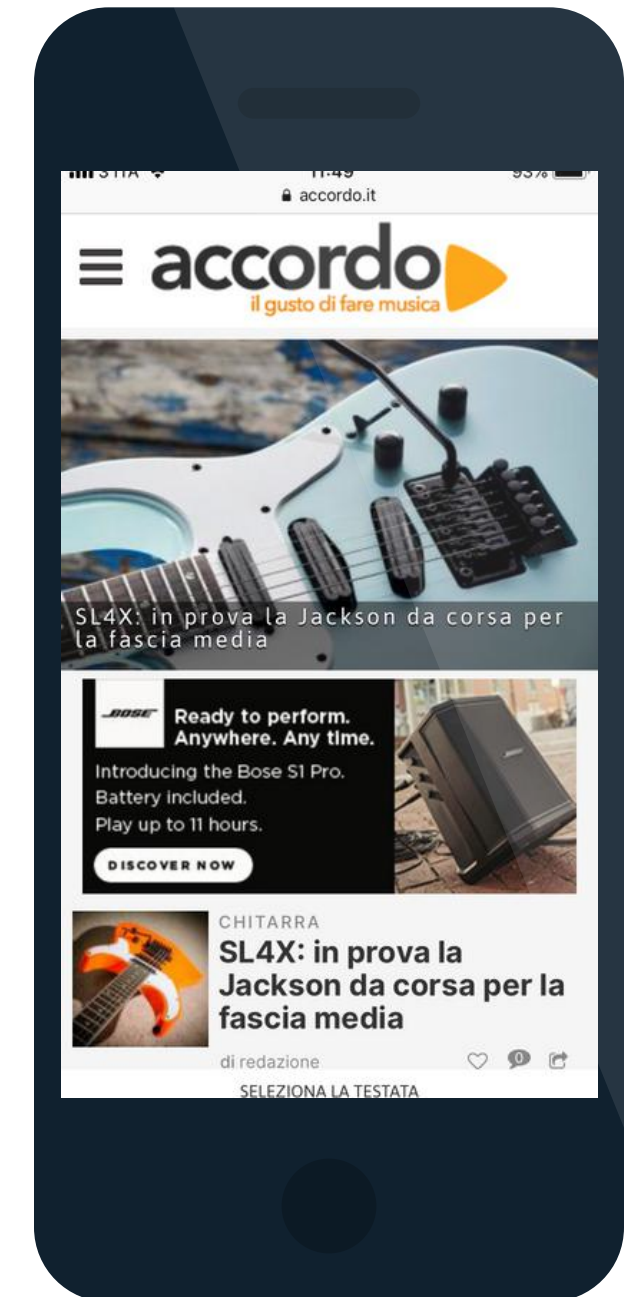 11:49
93%
accordo.it
accordo
il gusto di fare musica
SL4X: in prova la Jackson da corsa per
la fascia media
BOSE
Ready to perform.
Anywhere. Any time.
Introducing the Bose S1 Pro.
Battery included.
Play up to 11 hours.
DISCOVER NOW
CHITARRA
SL4X: in prova la
Jackson da corsa per la
fascia media
di redazione
0
SELEZIONA LA TESTATA